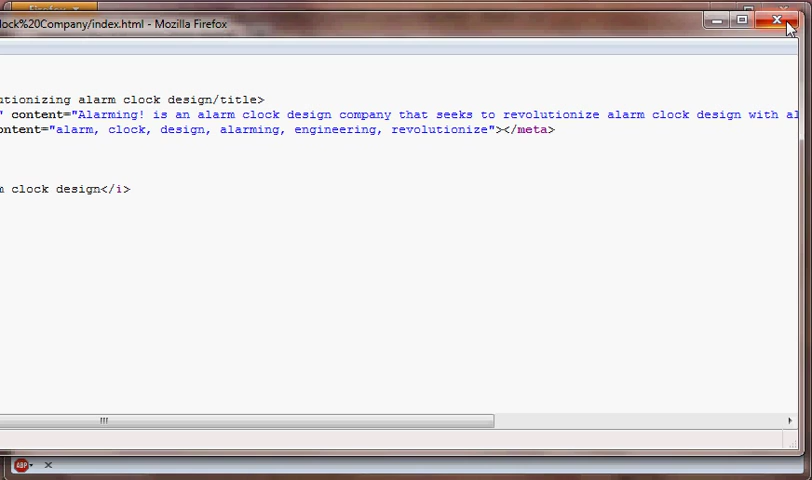 Firefox
lock%20Company/index.html - Mozilla Firefox
utionizing alarm clock design/title>
" content="Alarming! is an alarm clock design company that seeks to revolutionize alarm clock design with al
ontent="alarm, clock, design, alarming, engineering, revolutionize"></meta>
m clock design</i>
ABP